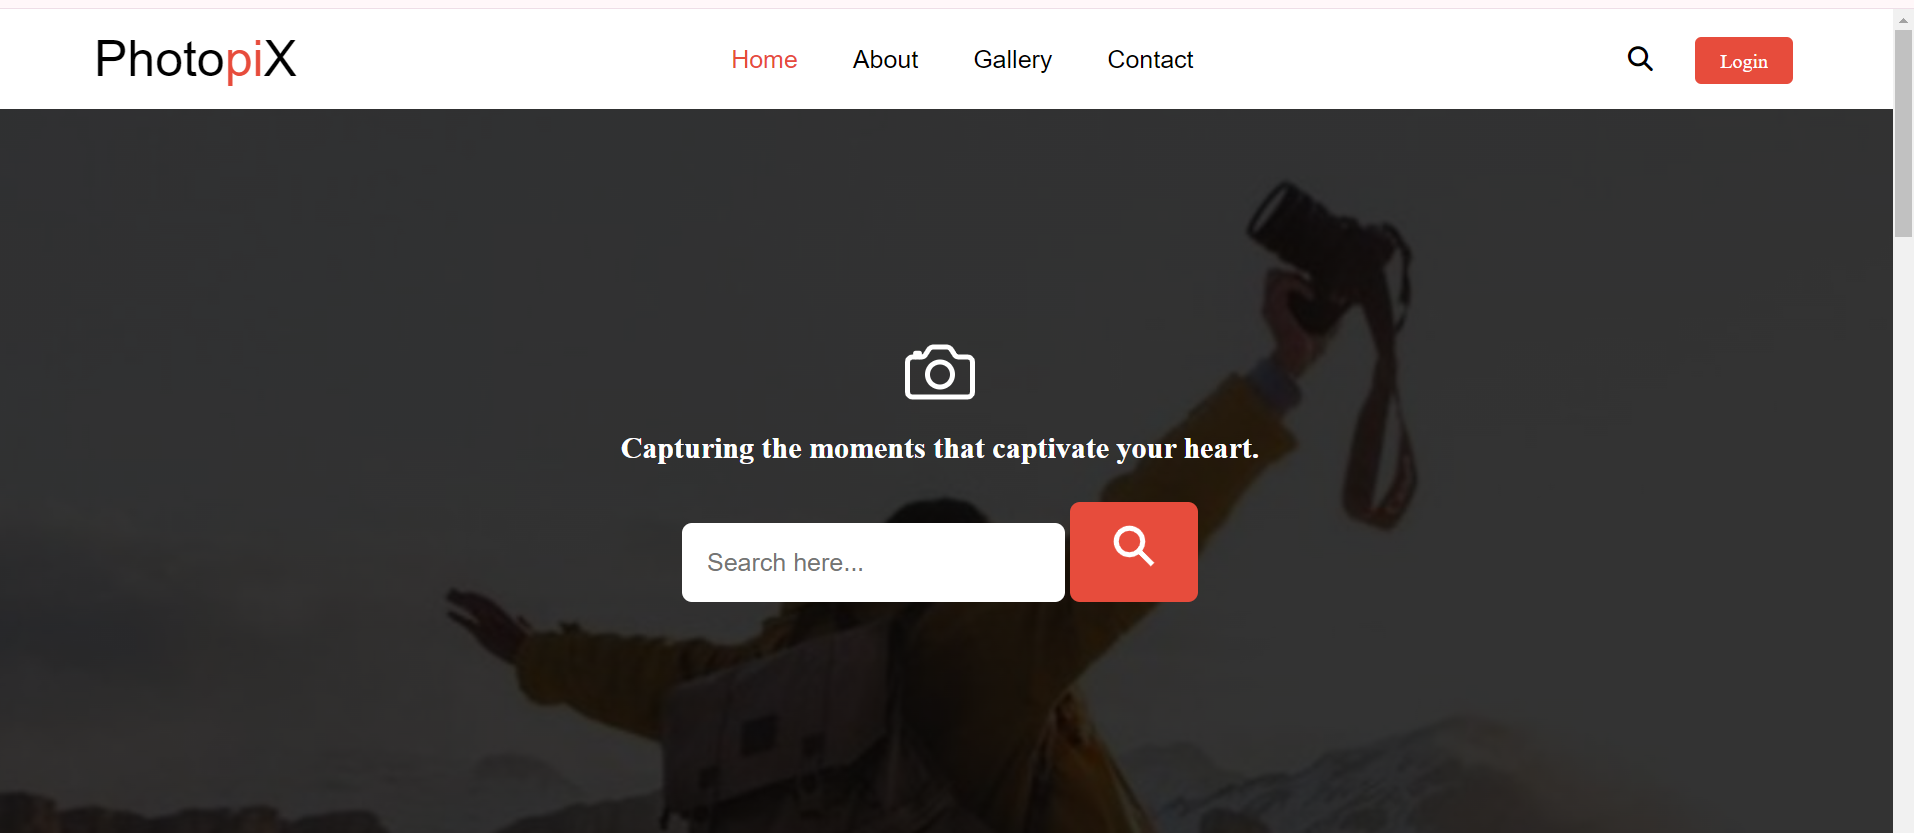 PhotopiX
Home About Gallery Contact
Login
Capturing the moments that captivate your heart.
Search here...